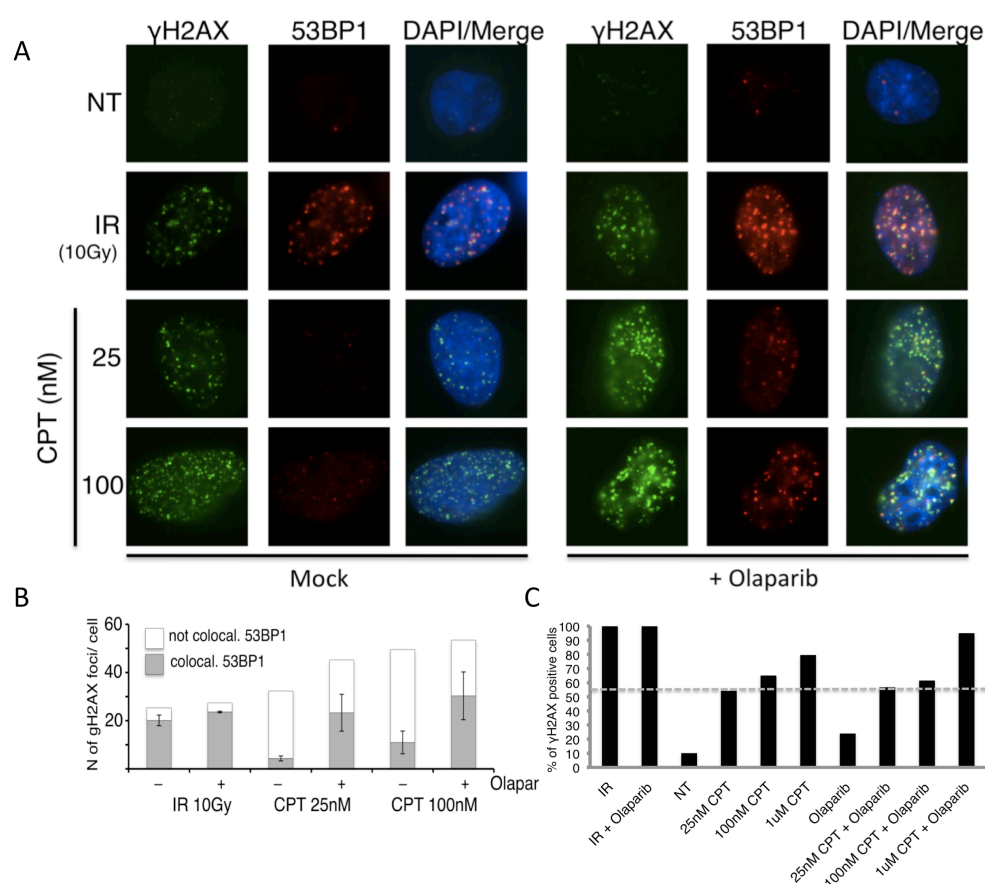 A
γH2AX 53BP1 DAPI/Merge γH2AX 53BP1 DAPI/Merge
NT
IR
(10Gy)
CPT (nM)
25
100
Mock + Olaparib
B
N of gH2AX foci/ cell
60
40
20
not colocal. 53BP1
colocal. 53BP1
– + – + – + Olapar
IR 10Gy CPT 25nM CPT 100nM
C
% of γH2AX positive cells
100
90
80
70
60
50
40
30
20
10
0
IR
IR + Olaparib
NT
25nM CPT
100nM CPT
1uM CPT
Olaparib
25nM CPT + Olaparib
100nM CPT + Olaparib
1uM CPT + Olaparib